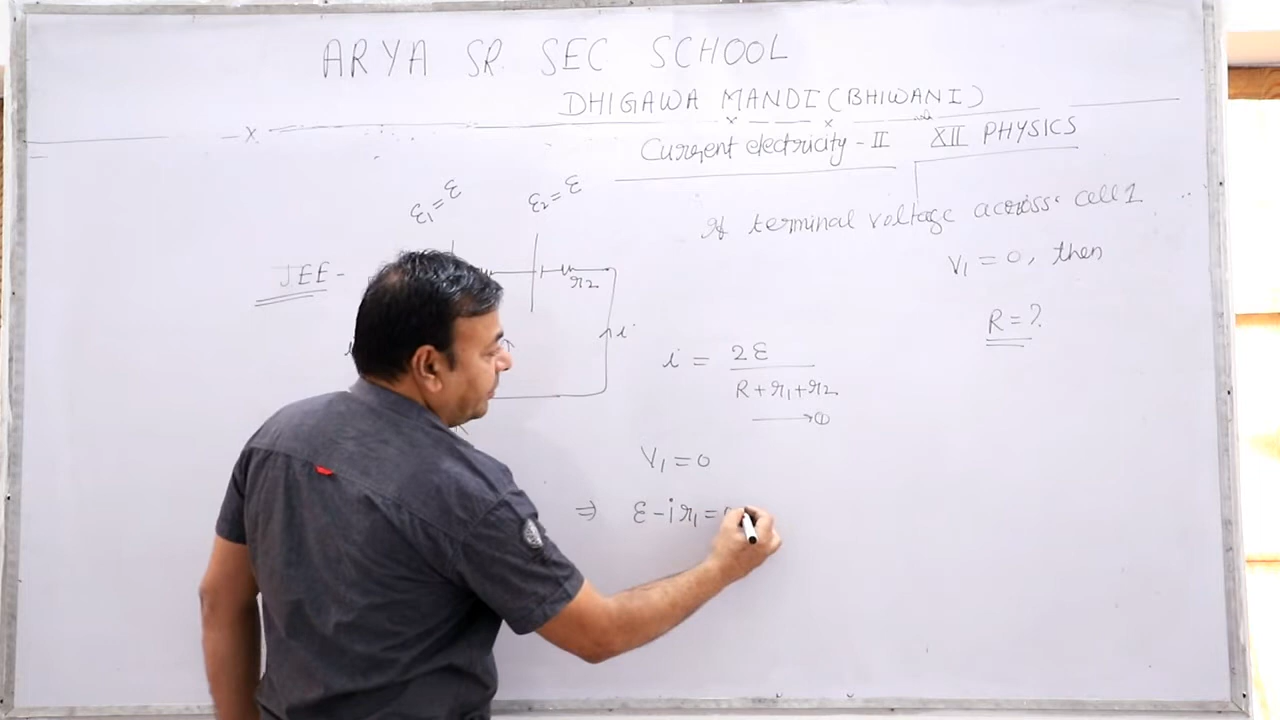 ARYA SR. SEC SCHOOL
DHIGAWA MANDI (BHIWANI)
Current electricity - II XII PHYSICS
ε1 = ε
ε2 = ε
If terminal voltage across cell 1
V1 = 0, then
R = ?
JEE -
r2
i
i = 2ε / R + r1 + r2
→ ①
V1 = 0
⇒ ε - i r1 = 0